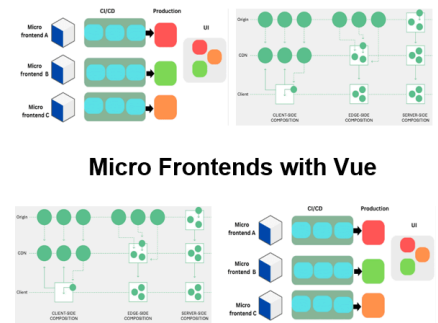 CI/CD
Production
UI
Micro
frontend A
Micro
frontend B
Micro
frontend C
Origin
CDN
Client
CLIENT-SIDE
COMPOSITION
EDGE-SIDE
COMPOSITION
SERVER-SIDE
COMPOSITION
Micro Frontends with Vue
Origin
CDN
Client
CLIENT-SIDE
COMPOSITION
EDGE-SIDE
COMPOSITION
SERVER-SIDE
COMPOSITION
CI/CD
Production
UI
Micro
frontend A
Micro
frontend B
Micro
frontend C